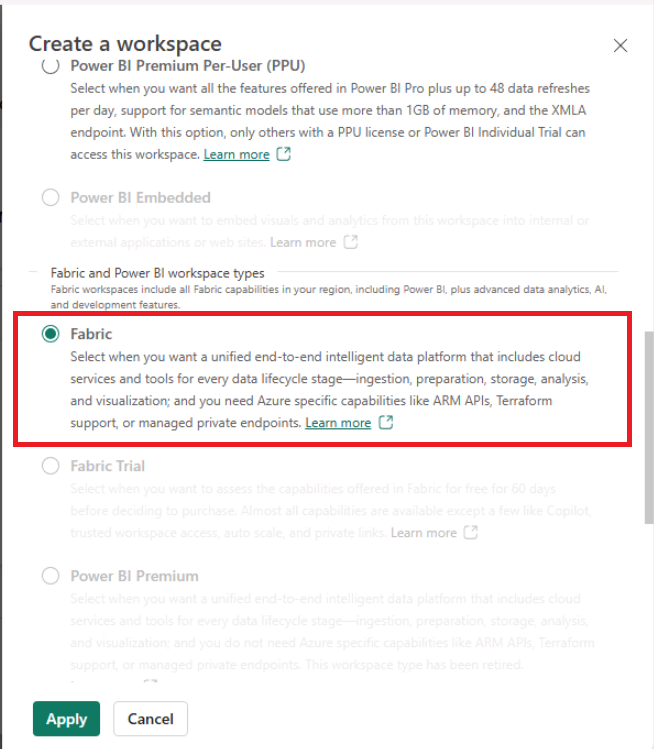 Create a workspace
Power BI Premium Per-User (PPU)
Select when you want all the features offered in Power BI Pro plus up to 48 data refreshes
per day, support for semantic models that use more than 1GB of memory, and the XMLA
endpoint. With this option, only others with a PPU license or Power BI Individual Trial can
access this workspace. Learn more
Power BI Embedded
Select when you want to embed visuals and analytics from this workspace into internal or
external applications or web sites. Learn more
Fabric and Power BI workspace types
Fabric workspaces include all Fabric capabilities in your region, including Power BI, plus advanced data analytics, AI,
and development features.
Fabric
Select when you want a unified end-to-end intelligent data platform that includes cloud
services and tools for every data lifecycle stage—ingestion, preparation, storage, analysis,
and visualization; and you need Azure specific capabilities like ARM APIs, Terraform
support, or managed private endpoints. Learn more
Fabric Trial
Select when you want to assess the capabilities offered in Fabric for free for 60 days
before deciding to purchase. Almost all capabilities are available except a few like Copilot,
trusted workspace access, auto scale, and private links. Learn more
Power BI Premium
Select when you want a unified end-to-end intelligent data platform that includes cloud
services and tools for every data lifecycle stage—ingestion, preparation, storage, analysis,
and visualization; and you do not need Azure specific capabilities like ARM APIs, Terraform
support, or managed private endpoints. This workspace type has been retired.
Apply
Cancel